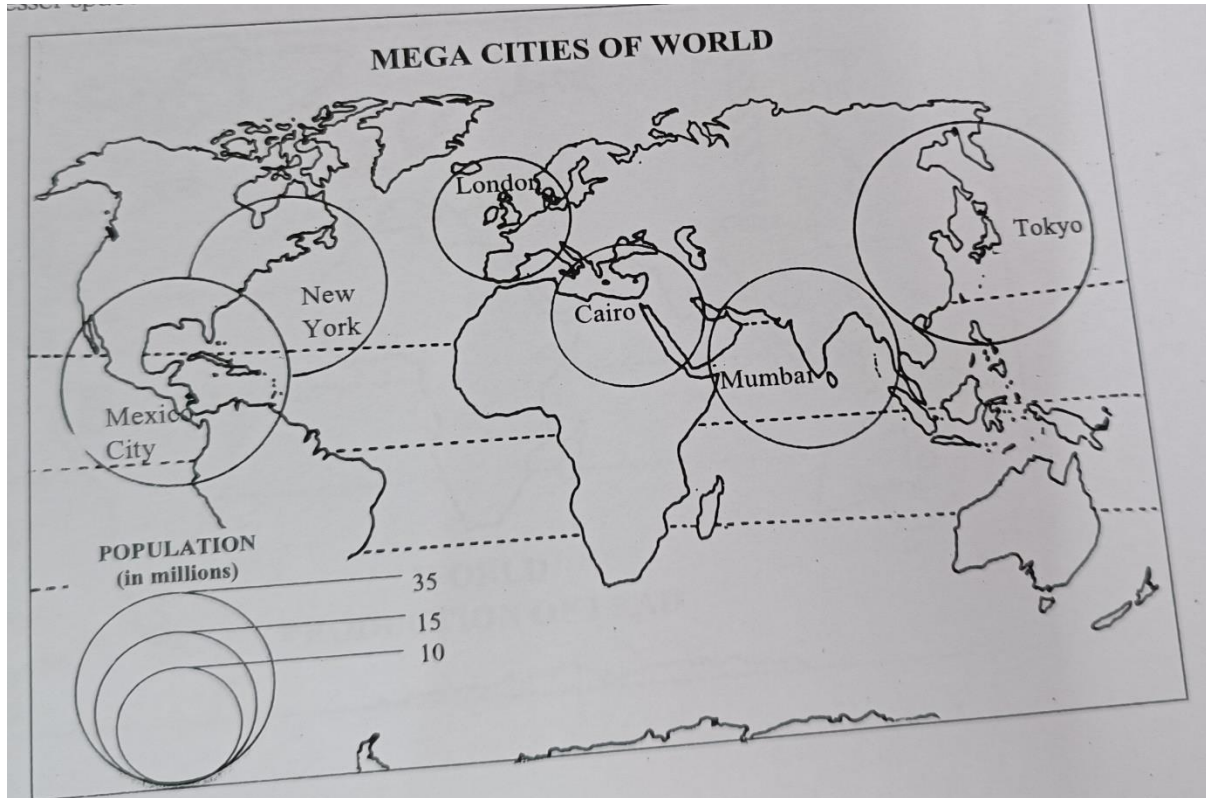 MEGA CITIES OF WORLD
London
Tokyo
New
York
Cairo
Mumbai
Mexico
City
POPULATION
(in millions)
35
15
10